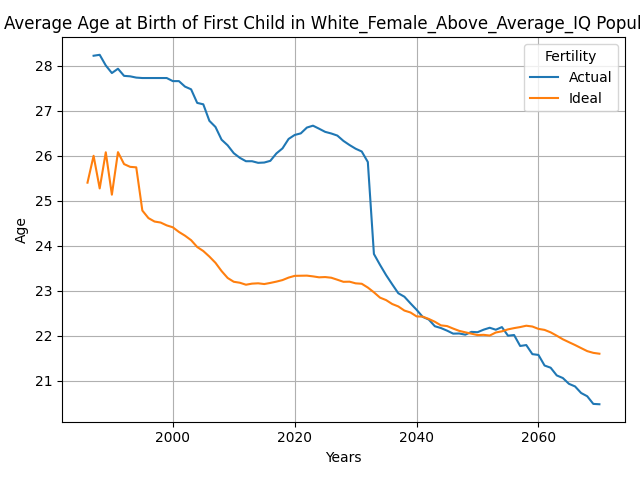 Average Age at Birth of First Child in White_Female_Above_Average_IQ Popul
Fertility
Actual
Ideal
28
27
26
25
24
23
22
21
Age
2000 2020 2040 2060
Years